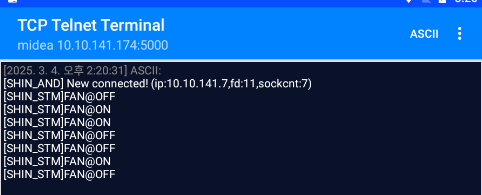 TCP Telnet Terminal
midea 10.10.141.174:5000
ASCII
[2025. 3. 4. 오후 2:20:31] ASCII:
[SHIN_AND] New connected! (ip:10.10.141.7,fd:11,sockcnt:7)
[SHIN_STM]FAN@OFF
[SHIN_STM]FAN@ON
[SHIN_STM]FAN@ON
[SHIN_STM]FAN@OFF
[SHIN_STM]FAN@OFF
[SHIN_STM]FAN@ON
[SHIN_STM]FAN@OFF